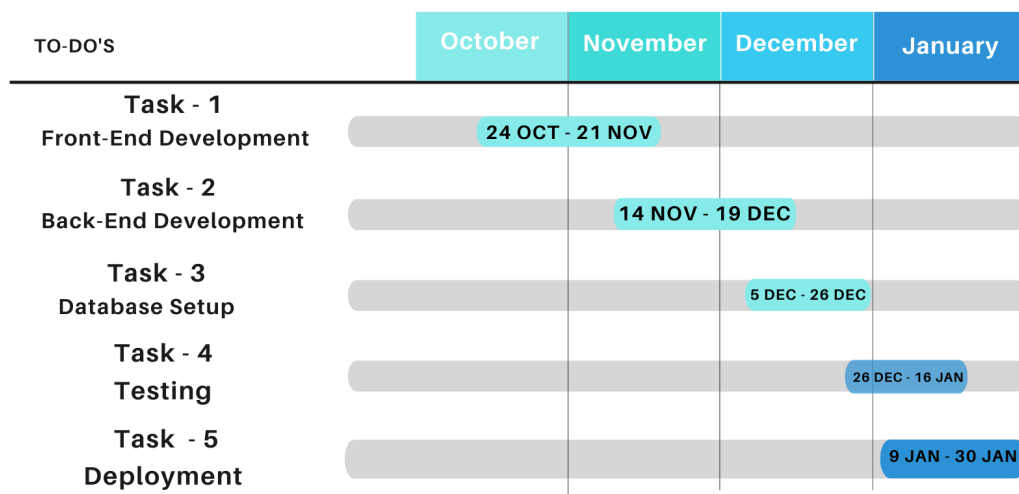 TO-DO'S October November December January
Task - 1
Front-End Development
24 OCT - 21 NOV
Task - 2
Back-End Development
14 NOV - 19 DEC
Task - 3
Database Setup
5 DEC - 26 DEC
Task - 4
Testing
26 DEC - 16 JAN
Task - 5
Deployment
9 JAN - 30 JAN